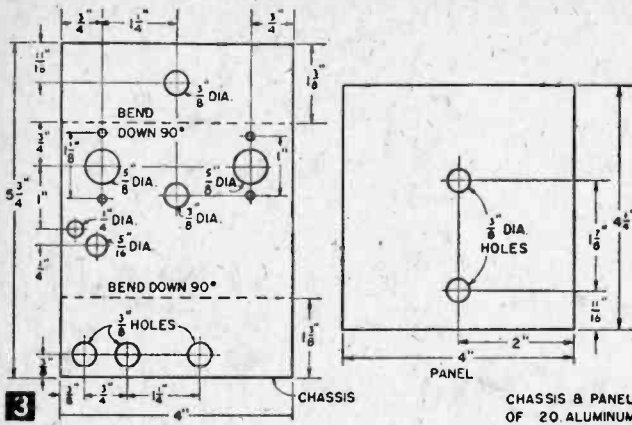 3/4"
1 1/4"
3/4"
3/8" DIA.
BEND
DOWN 90°
1 3/8"
5 3/4"
3/4"
1 1/8"
5/8" DIA.
5/8" DIA.
1"
1"
3/8" DIA.
1/4" DIA.
5/16" DIA.
BEND DOWN 90°
3/8" HOLES
1 3/8"
3/4"
1 1/4"
4"
CHASSIS
3/8" DIA.
HOLES
1 7/8"
4 1/4"
11/16"
2"
4"
PANEL
3
CHASSIS & PANEL
OF 20. ALUMINUM